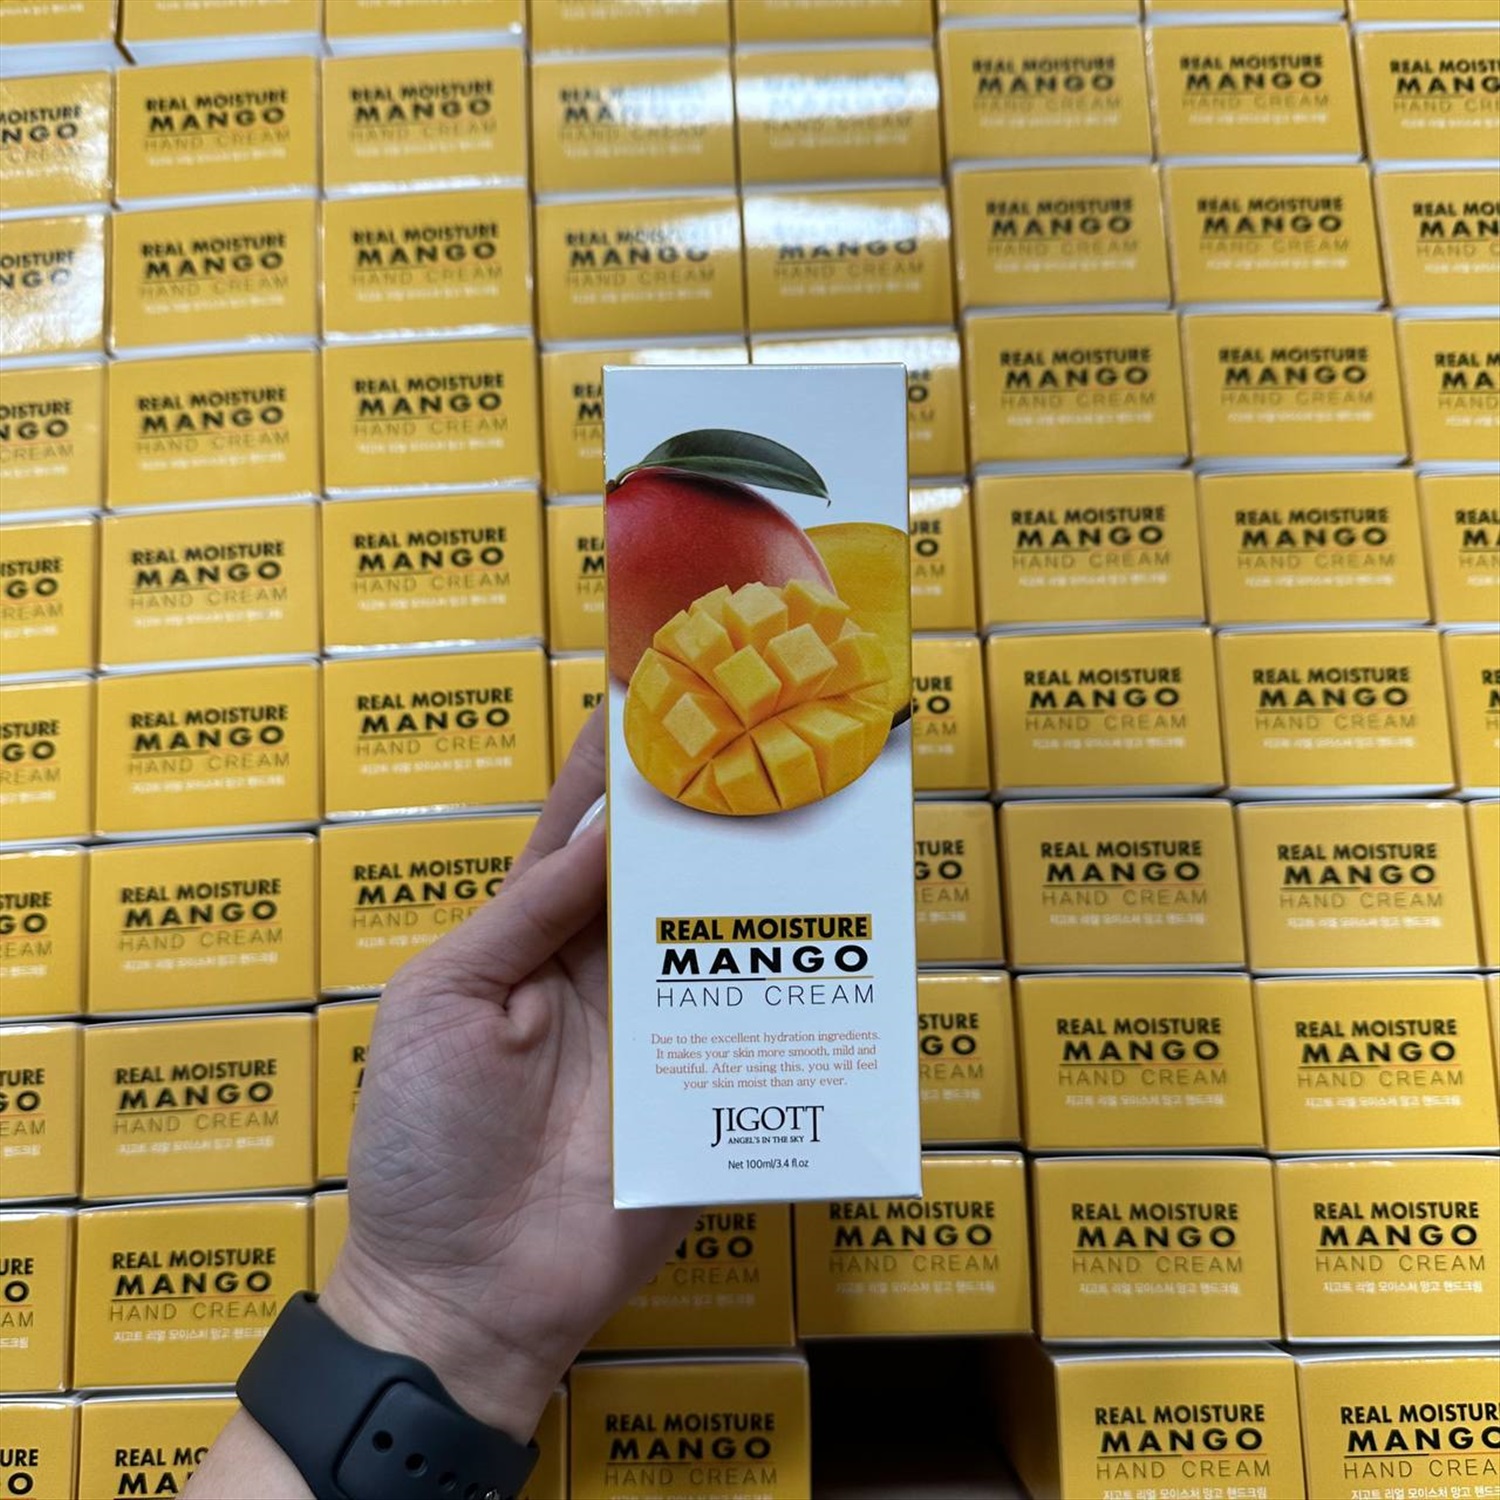 REAL MOISTURE
MANGO
HAND CREAM
Due to the excellent hydration ingredients.
It makes your skin more smooth, mild and
beautiful. After using this, you will feel
your skin moist than any ever.
JIGOTT
ANGEL'S IN THE SKY
Net 100ml/3.4 fl.oz
REAL MOISTURE
MANGO
HAND CREAM
지고트 리얼 모이스처 망고 핸드크림